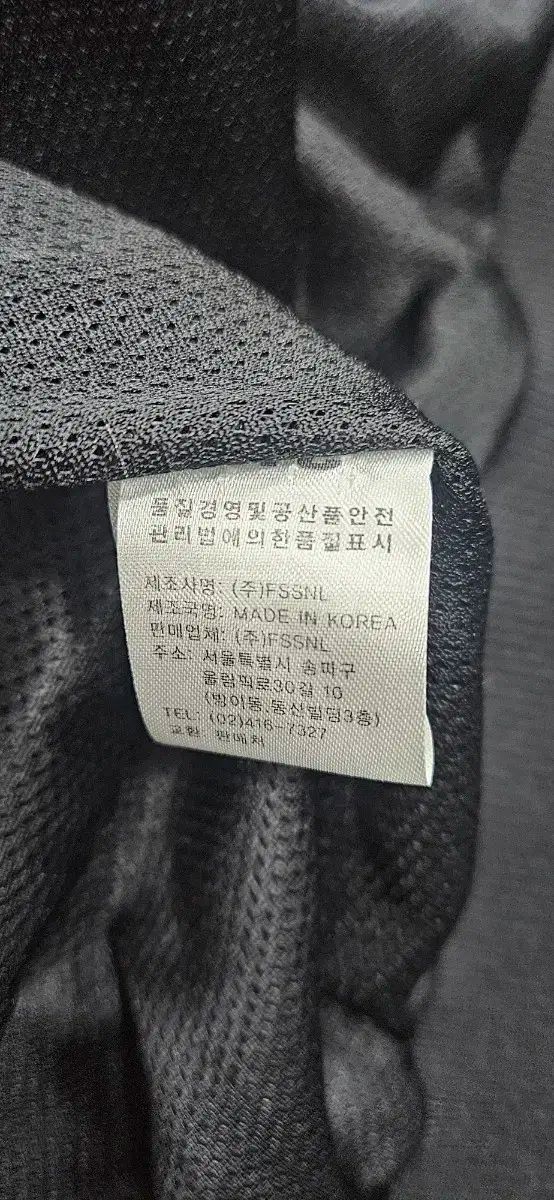 품질경영및공산품안전
관리법에의한품질표시
제조사명: (주)FSSNL
제조국명: MADE IN KOREA
판매업체: (주)FSSNL
주소: 서울특별시 송파구
올림픽로30길 10
(방이동,동신빌딩3층)
TEL: (02)416-7327
교환 판매처